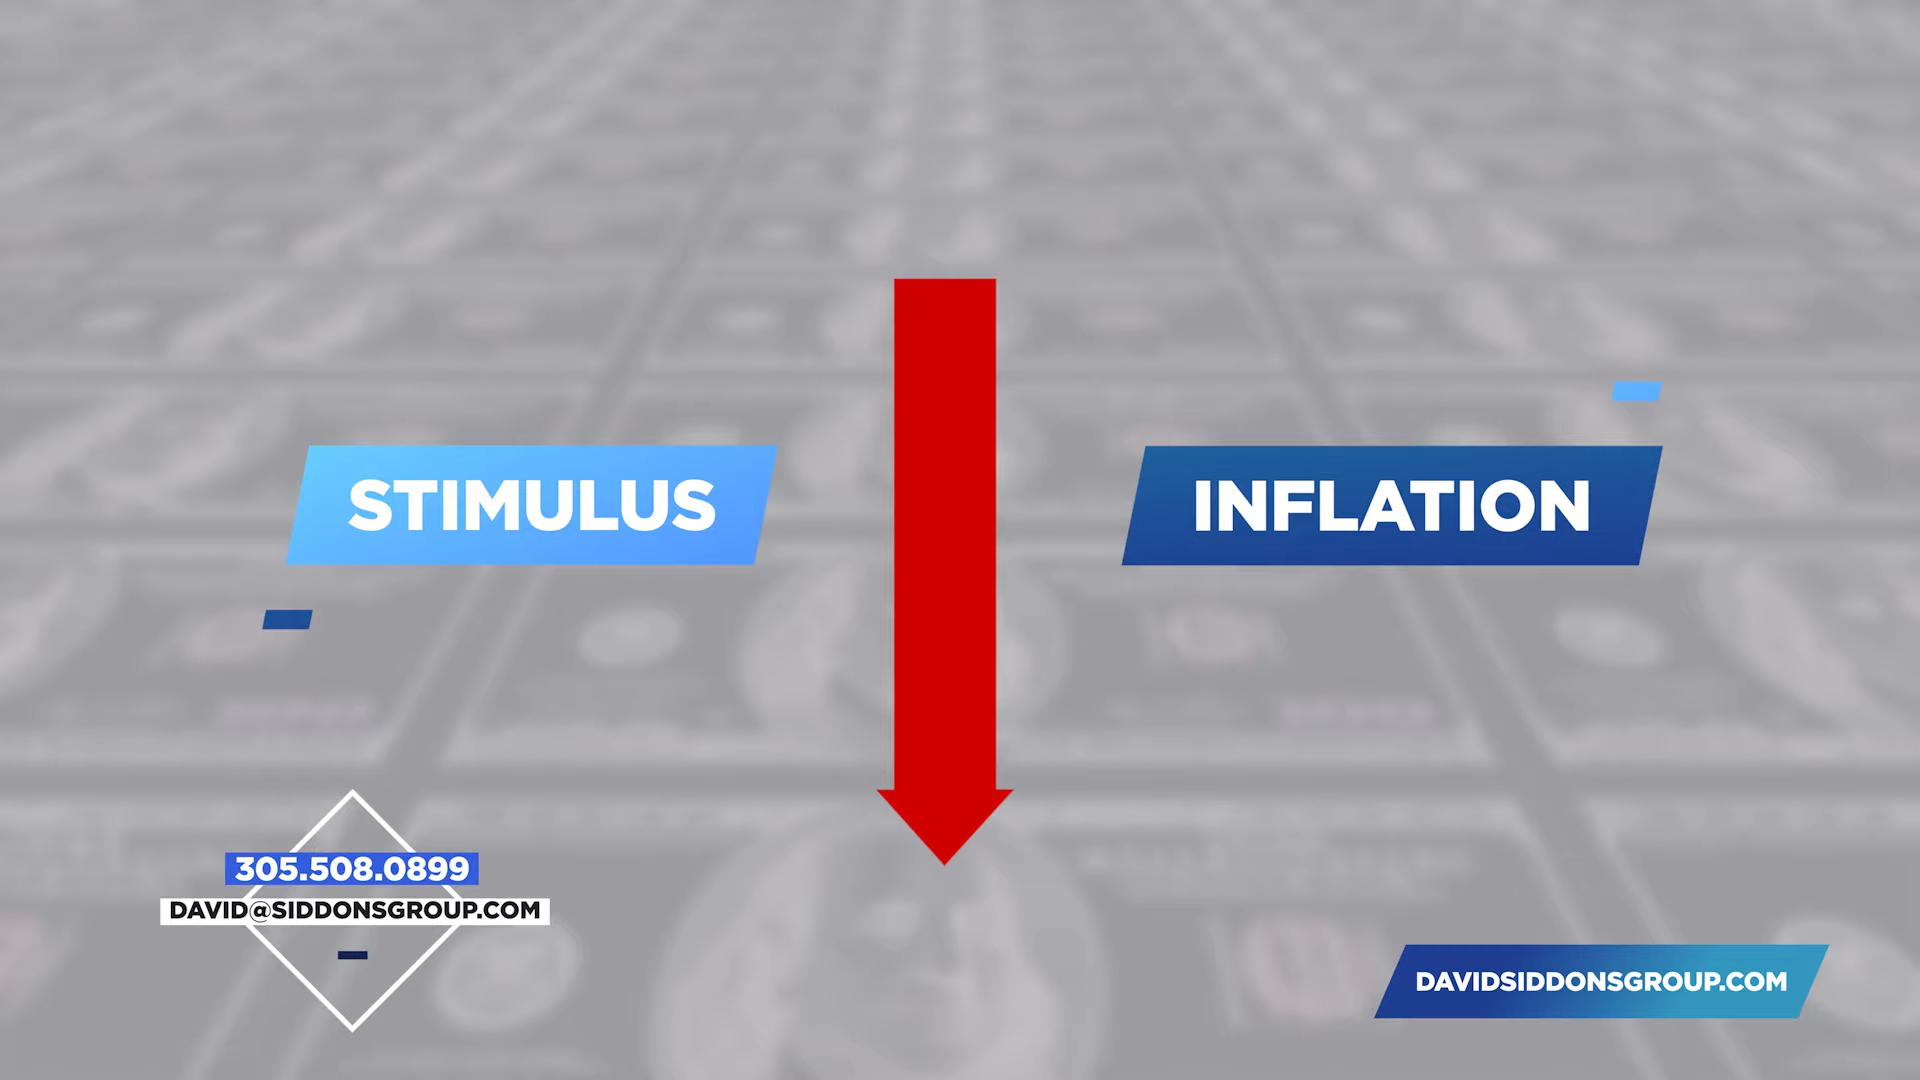 STIMULUS
INFLATION
305.508.0899
DAVID@SIDDONSGROUP.COM
DAVIDSIDDONSGROUP.COM